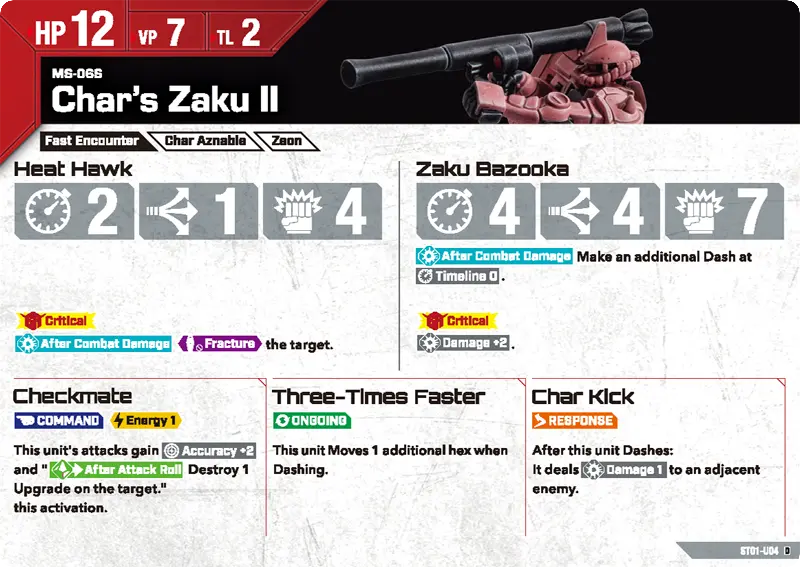 HP 12 VP 7 TL 2
MS-06S
Char's Zaku II
Fast Encounter Char Aznable Zeon
Heat Hawk
2 1 4
Critical
After Combat Damage Fracture the target.
Zaku Bazooka
4 4 7
After Combat Damage Make an additional Dash at
Timeline 0 .
Critical
Damage +2 .
Checkmate
COMMAND Energy 1
This unit's attacks gain Accuracy +2
and " After Attack Roll Destroy 1
Upgrade on the target."
this activation.
Three-Times Faster
ONGOING
This unit Moves 1 additional hex when
Dashing.
Char Kick
RESPONSE
After this unit Dashes:
It deals Damage 1 to an adjacent
enemy.
ST01-U04 D